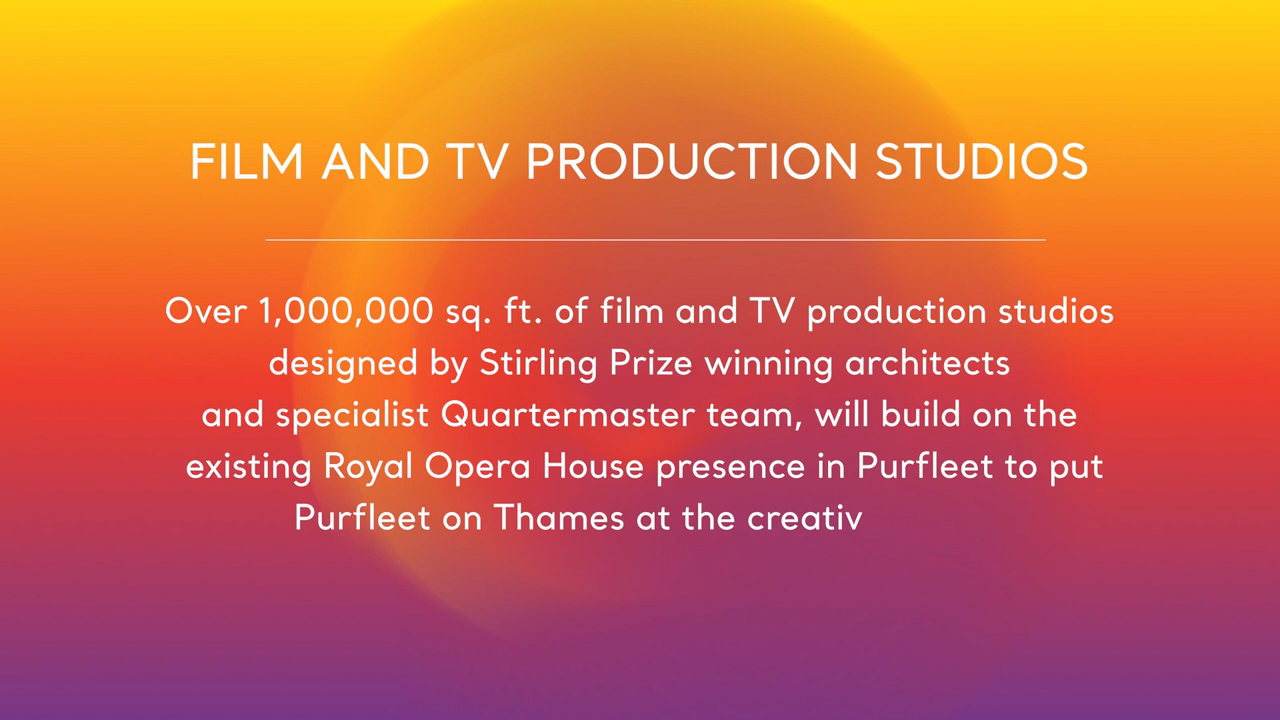 FILM AND TV PRODUCTION STUDIOS
Over 1,000,000 sq. ft. of film and TV production studios
designed by Stirling Prize winning architects
and specialist Quartermaster team, will build on the
existing Royal Opera House presence in Purfleet to put
Purfleet on Thames at the creativ